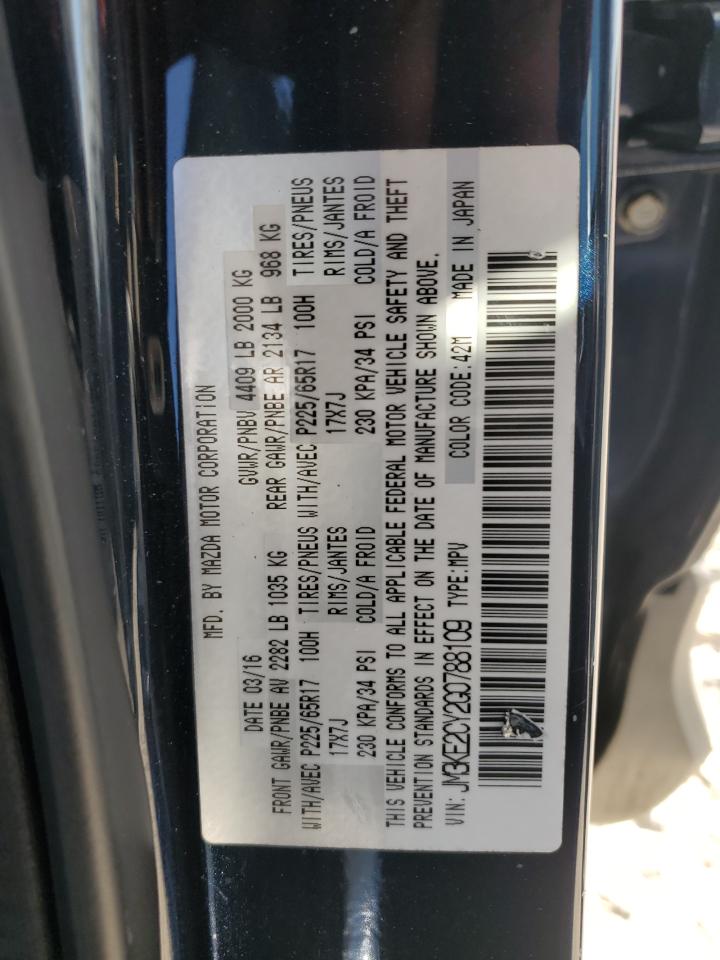 MFD. BY MAZDA MOTOR CORPORATION
DATE 03/16 GVWR/PNBV 4409 LB 2000 KG
FRONT GAWR/PNBE AV 2282 LB 1035 KG REAR GAWR/PNBE AR 2134 LB 968 KG
WITH/AVEC P225/65R17 100H TIRES/PNEUS WITH/AVEC P225/65R17 100H TIRES/PNEUS
17X7J RIMS/JANTES 17X7J RIMS/JANTES
230 KPA/34 PSI COLD/A FROID 230 KPA/34 PSI COLD/A FROID
THIS VEHICLE CONFORMS TO ALL APPLICABLE FEDERAL MOTOR VEHICLE SAFETY AND THEFT
PREVENTION STANDARDS IN EFFECT ON THE DATE OF MANUFACTURE SHOWN ABOVE.
VIN: JM3KE2CY2G0788109 TYPE:MPV COLOR CODE:42M MADE IN JAPAN